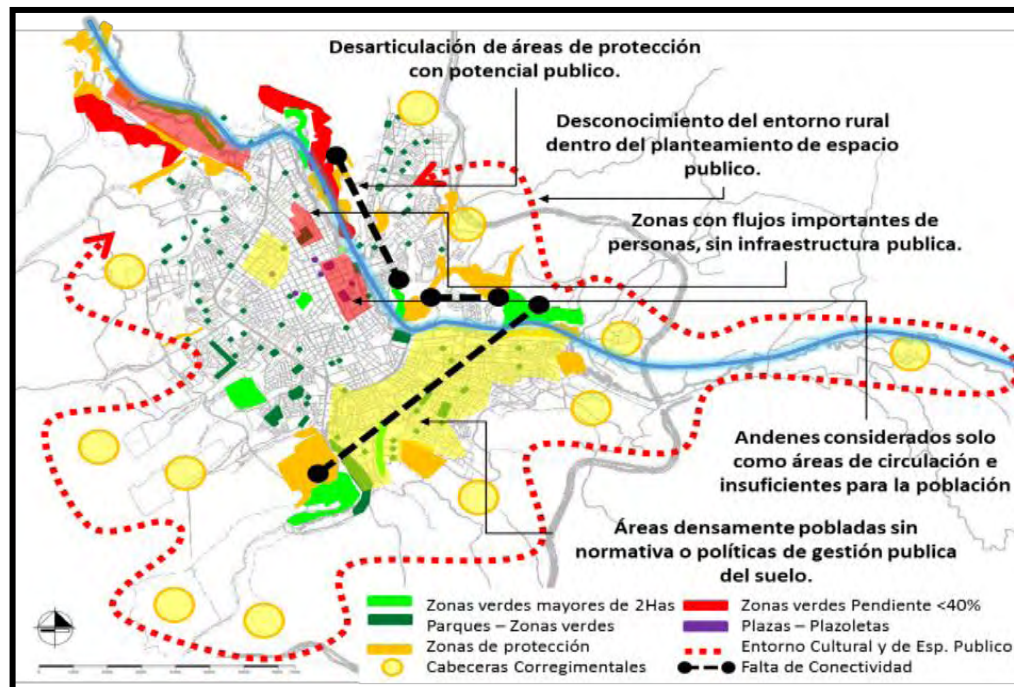 Desarticulación de áreas de protección
con potencial publico.
Desconocimiento del entorno rural
dentro del planteamiento de espacio
publico.
Zonas con flujos importantes de
personas, sin infraestructura publica.
Andenes considerados solo
como áreas de circulación e
insuficientes para la población
Áreas densamente pobladas sin
normativa o políticas de gestión publica
del suelo.
Zonas verdes mayores de 2Has
Parques – Zonas verdes
Zonas de protección
Cabeceras Corregimentales
Zonas verdes Pendiente <40%
Plazas – Plazoletas
Entorno Cultural y de Esp. Publico
Falta de Conectividad